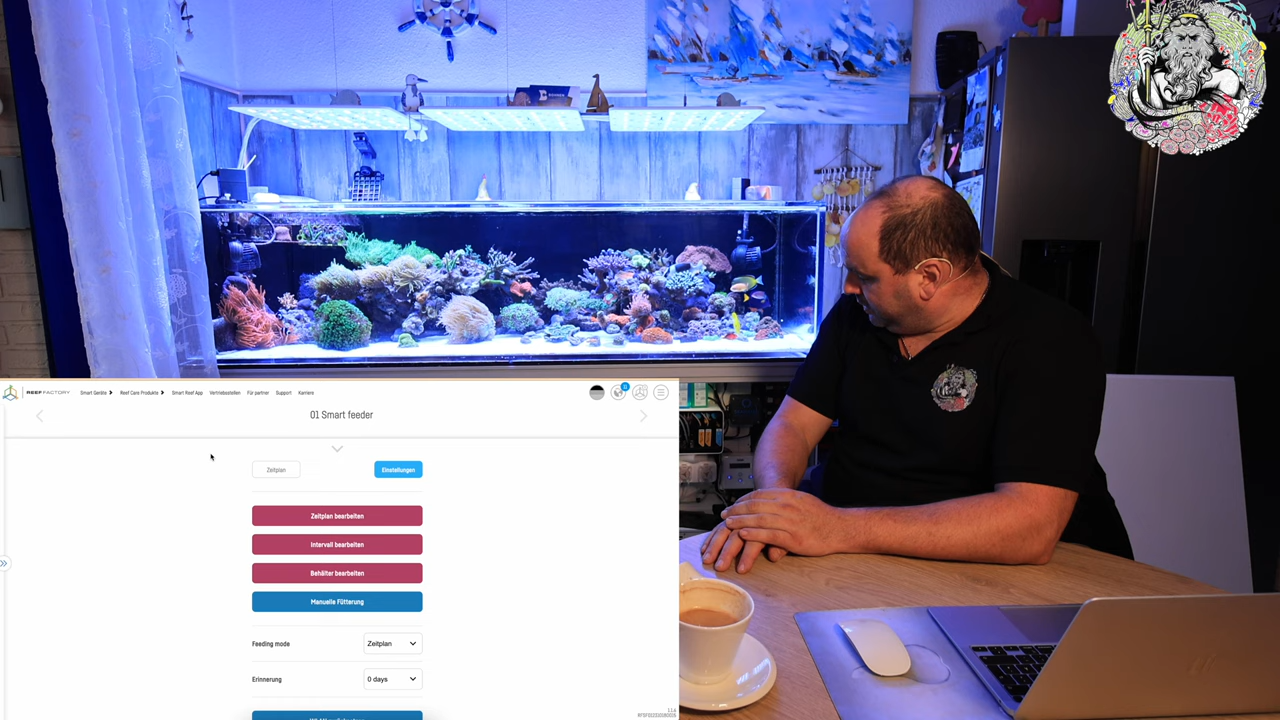 REEF FACTORY
Smart Geräte
Reef Care Produkte
Smart Reef App
Vertriebsstellen
Für partner
Support
Karriere
01 Smart feeder
Zeitplan
Einstellungen
Zeitplan bearbeiten
Intervall bearbeiten
Behälter bearbeiten
Manuelle Fütterung
Feeding mode
Zeitplan
Erinnerung
0 days